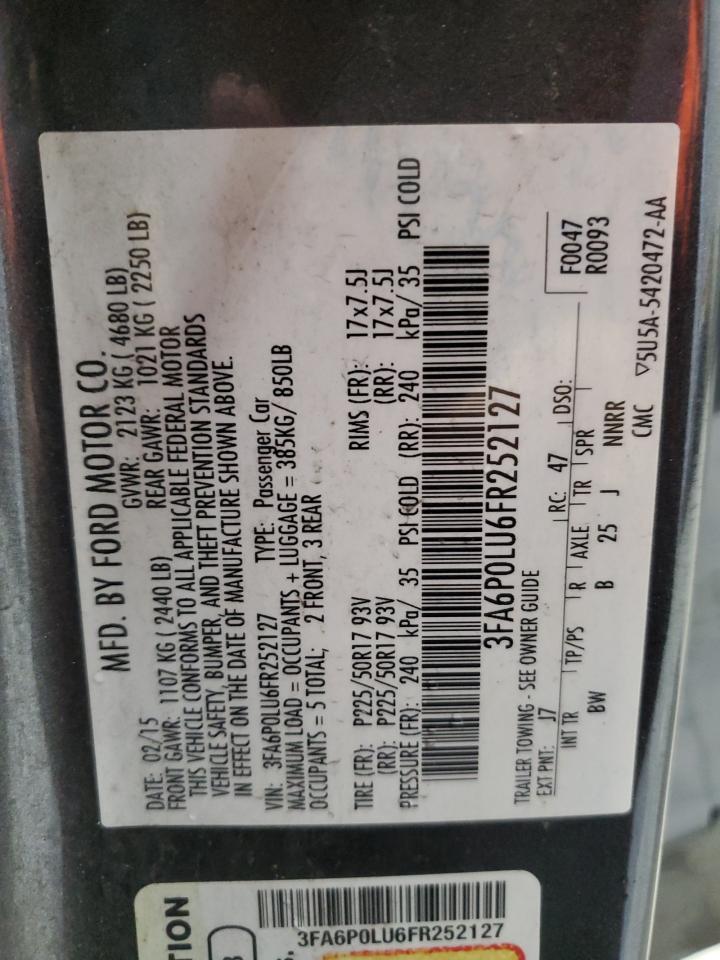 MFD. BY FORD MOTOR CO.
DATE: 02/15 GVWR: 2123 KG ( 4680 LB)
FRONT GAWR: 1107 KG ( 2440 LB) REAR GAWR: 1021 KG ( 2250 LB)
THIS VEHICLE CONFORMS TO ALL APPLICABLE FEDERAL MOTOR
VEHICLE SAFETY, BUMPER, AND THEFT PREVENTION STANDARDS
IN EFFECT ON THE DATE OF MANUFACTURE SHOWN ABOVE.
VIN: 3FA6P0LU6FR252127 TYPE: Passenger Car
MAXIMUM LOAD = OCCUPANTS + LUGGAGE = 385KG/ 850LB
OCCUPANTS = 5 TOTAL; 2 FRONT, 3 REAR
TIRE (FR): P225/50R17 93V RIMS (FR): 17x7.5J
(RR): P225/50R17 93V (RR): 17x7.5J
PRESSURE (FR): 240 kPa/ 35 PSI COLD (RR): 240 kPa/ 35 PSI COLD
3FA6P0LU6FR252127
TRAILER TOWING - SEE OWNER GUIDE
EXT PNT: J7 RC: 47 DSO: F0047
R0093
INT TR TP/PS R AXLE TR SPR
BW B 25 J NNRR
CMC ▽5U5A-5420472-AA
TION
3FA6P0LU6FR252127